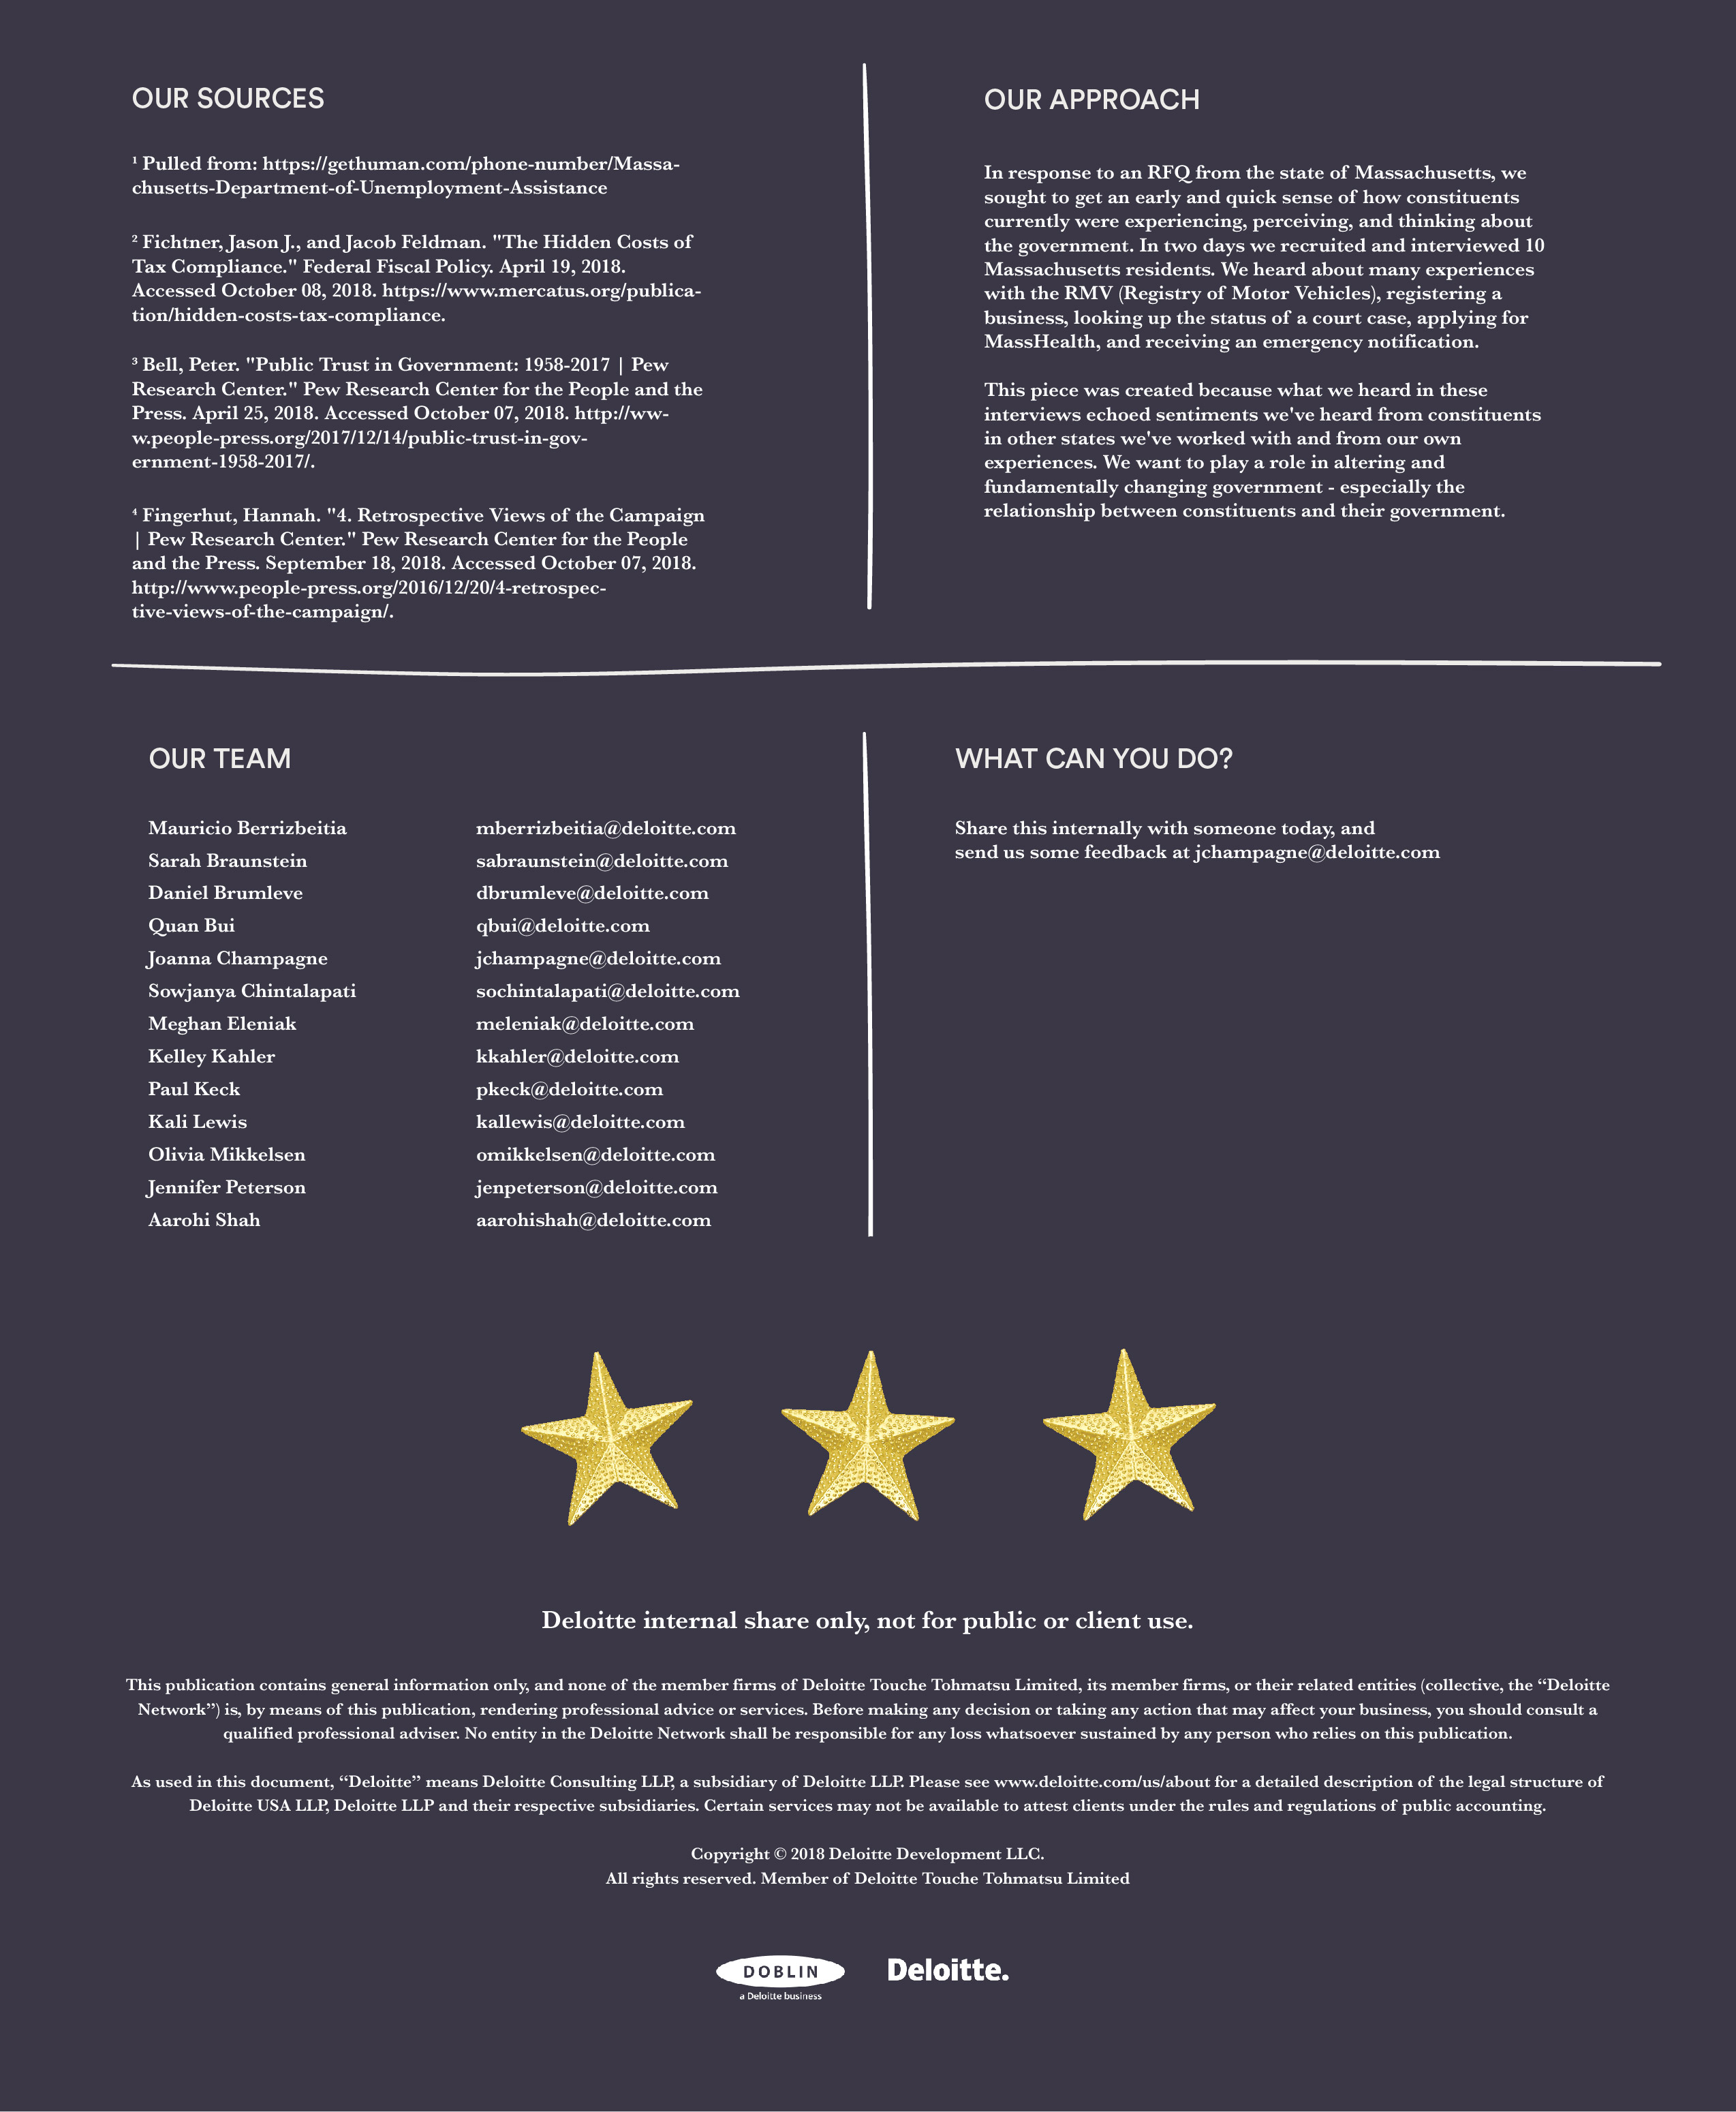 OUR SOURCES
¹ Pulled from: https://gethuman.com/phone-number/Massa-
chusetts-Department-of-Unemployment-Assistance
² Fichtner, Jason J., and Jacob Feldman. "The Hidden Costs of
Tax Compliance." Federal Fiscal Policy. April 19, 2018.
Accessed October 08, 2018. https://www.mercatus.org/publica-
tion/hidden-costs-tax-compliance.
³ Bell, Peter. "Public Trust in Government: 1958-2017 | Pew
Research Center." Pew Research Center for the People and the
Press. April 25, 2018. Accessed October 07, 2018. http://ww-
w.people-press.org/2017/12/14/public-trust-in-gov-
ernment-1958-2017/.
⁴ Fingerhut, Hannah. "4. Retrospective Views of the Campaign
| Pew Research Center." Pew Research Center for the People
and the Press. September 18, 2018. Accessed October 07, 2018.
http://www.people-press.org/2016/12/20/4-retrospec-
tive-views-of-the-campaign/.
OUR APPROACH
In response to an RFQ from the state of Massachusetts, we
sought to get an early and quick sense of how constituents
currently were experiencing, perceiving, and thinking about
the government. In two days we recruited and interviewed 10
Massachusetts residents. We heard about many experiences
with the RMV (Registry of Motor Vehicles), registering a
business, looking up the status of a court case, applying for
MassHealth, and receiving an emergency notification.
This piece was created because what we heard in these
interviews echoed sentiments we've heard from constituents
in other states we've worked with and from our own
experiences. We want to play a role in altering and
fundamentally changing government - especially the
relationship between constituents and their government.
OUR TEAM
Mauricio Berrizbeitia mberrizbeitia@deloitte.com
Sarah Braunstein sabraunstein@deloitte.com
Daniel Brumleve dbrumleve@deloitte.com
Quan Bui qbui@deloitte.com
Joanna Champagne jchampagne@deloitte.com
Sowjanya Chintalapati sochintalapati@deloitte.com
Meghan Eleniak meleniak@deloitte.com
Kelley Kahler kkahler@deloitte.com
Paul Keck pkeck@deloitte.com
Kali Lewis kallewis@deloitte.com
Olivia Mikkelsen omikkelsen@deloitte.com
Jennifer Peterson jenpeterson@deloitte.com
Aarohi Shah aarohishah@deloitte.com
WHAT CAN YOU DO?
Share this internally with someone today, and
send us some feedback at jchampagne@deloitte.com
Deloitte internal share only, not for public or client use.
This publication contains general information only, and none of the member firms of Deloitte Touche Tohmatsu Limited, its member firms, or their related entities (collective, the “Deloitte
Network”) is, by means of this publication, rendering professional advice or services. Before making any decision or taking any action that may affect your business, you should consult a
qualified professional adviser. No entity in the Deloitte Network shall be responsible for any loss whatsoever sustained by any person who relies on this publication.
As used in this document, “Deloitte” means Deloitte Consulting LLP, a subsidiary of Deloitte LLP. Please see www.deloitte.com/us/about for a detailed description of the legal structure of
Deloitte USA LLP, Deloitte LLP and their respective subsidiaries. Certain services may not be available to attest clients under the rules and regulations of public accounting.
Copyright © 2018 Deloitte Development LLC.
All rights reserved. Member of Deloitte Touche Tohmatsu Limited
DOBLIN
a Deloitte business
Deloitte.